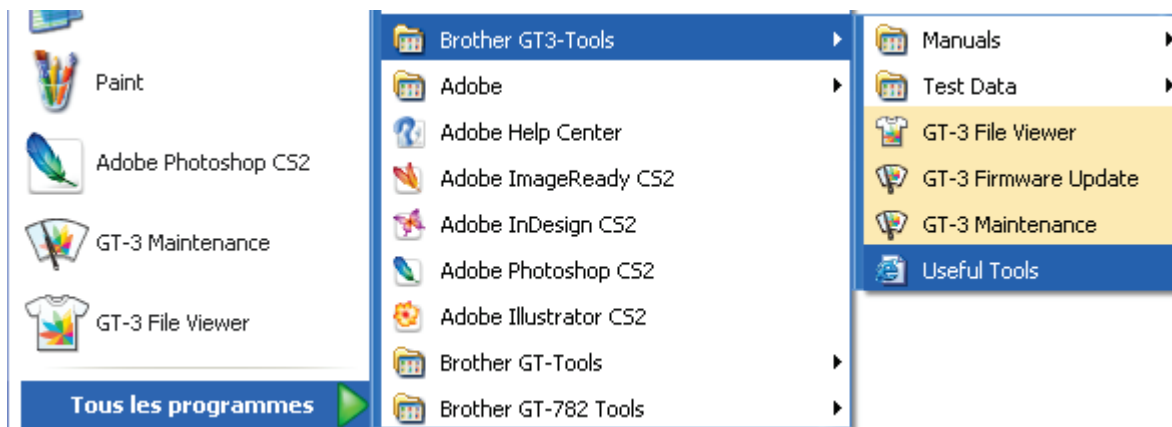 Paint
Adobe Photoshop CS2
GT-3 Maintenance
GT-3 File Viewer
Tous les programmes
Brother GT3-Tools
Adobe
Adobe Help Center
Adobe ImageReady CS2
Adobe InDesign CS2
Adobe Photoshop CS2
Adobe Illustrator CS2
Brother GT-Tools
Brother GT-782 Tools
Manuals
Test Data
GT-3 File Viewer
GT-3 Firmware Update
GT-3 Maintenance
Useful Tools